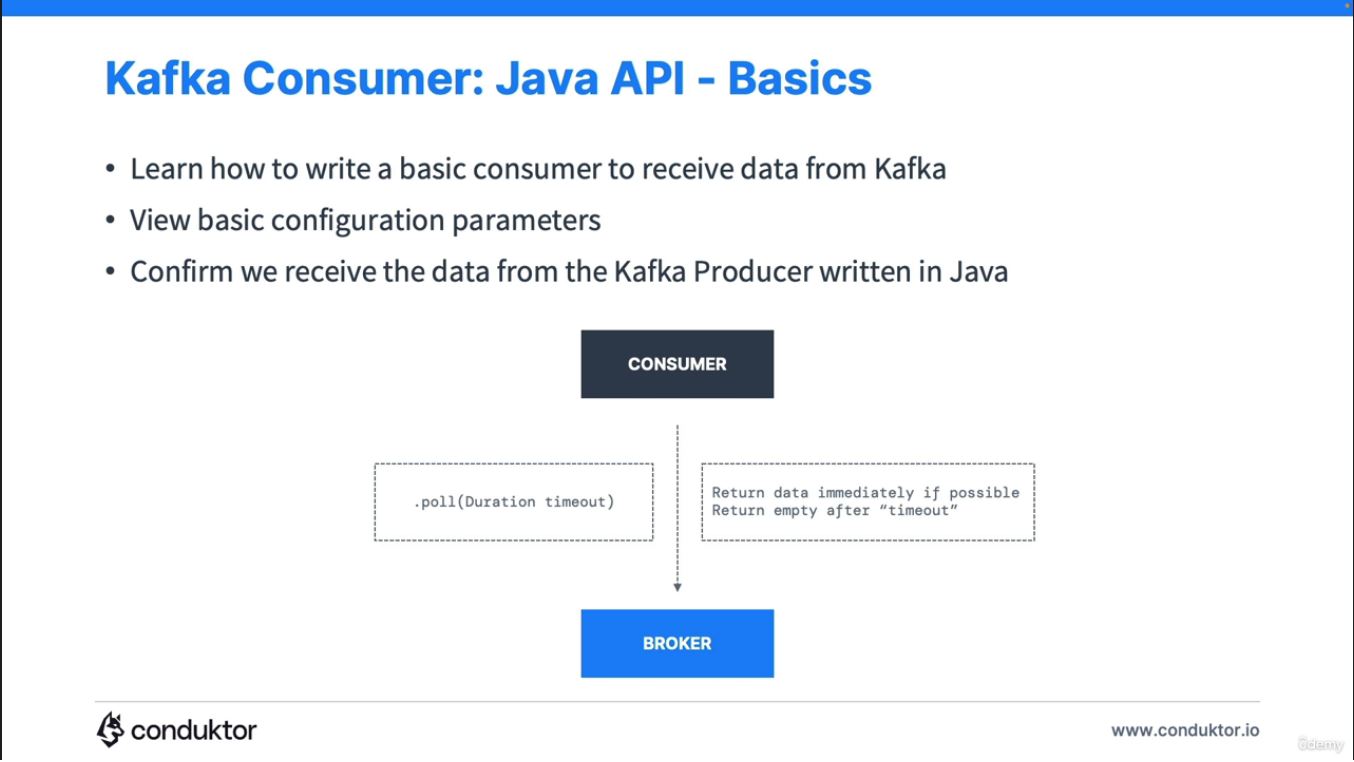 Kafka Consumer: Java API - Basics
• Learn how to write a basic consumer to receive data from Kafka
• View basic configuration parameters
• Confirm we receive the data from the Kafka Producer written in Java
CONSUMER
.poll(Duration timeout)
Return data immediately if possible
Return empty after “timeout”
BROKER
conduktor
www.conduktor.io
ûdemy